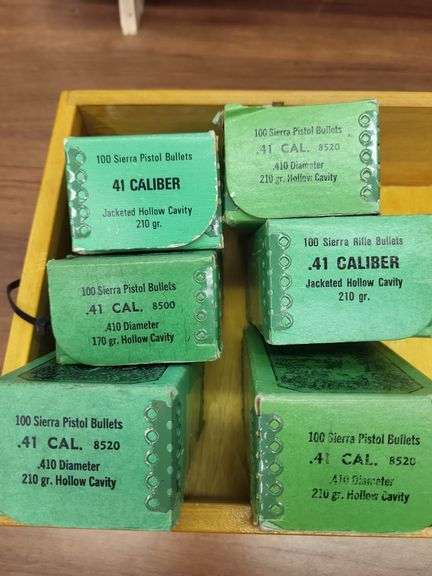 100 Sierra Pistol Bullets
41 CALIBER
Jacketed Hollow Cavity
210 gr.
100 Sierra Pistol Bullets
.41 CAL. 8520
.410 Diameter
210 gr. Hollow Cavity
100 Sierra Pistol Bullets
.41 CAL. 8500
.410 Diameter
170 gr. Hollow Cavity
100 Sierra Rifle Bullets
.41 CALIBER
Jacketed Hollow Cavity
210 gr.
100 Sierra Pistol Bullets
.41 CAL. 8520
.410 Diameter
210 gr. Hollow Cavity
100 Sierra Pistol Bullets
.41 CAL. 8520
.410 Diameter
210 gr. Hollow Cavity